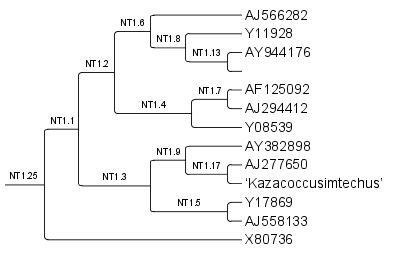 AJ566282
NT1.6
Y11928
NT1.8
AY944176
NT1.13
NT1.2
AF125092
NT1.7
AJ294412
NT1.4
Y08539
NT1.1
AY382898
NT1.9
AJ277650
NT1.17
NT1.25
NT1.3
'Kazacoccusimtechus'
Y17869
NT1.5
AJ558133
X80736